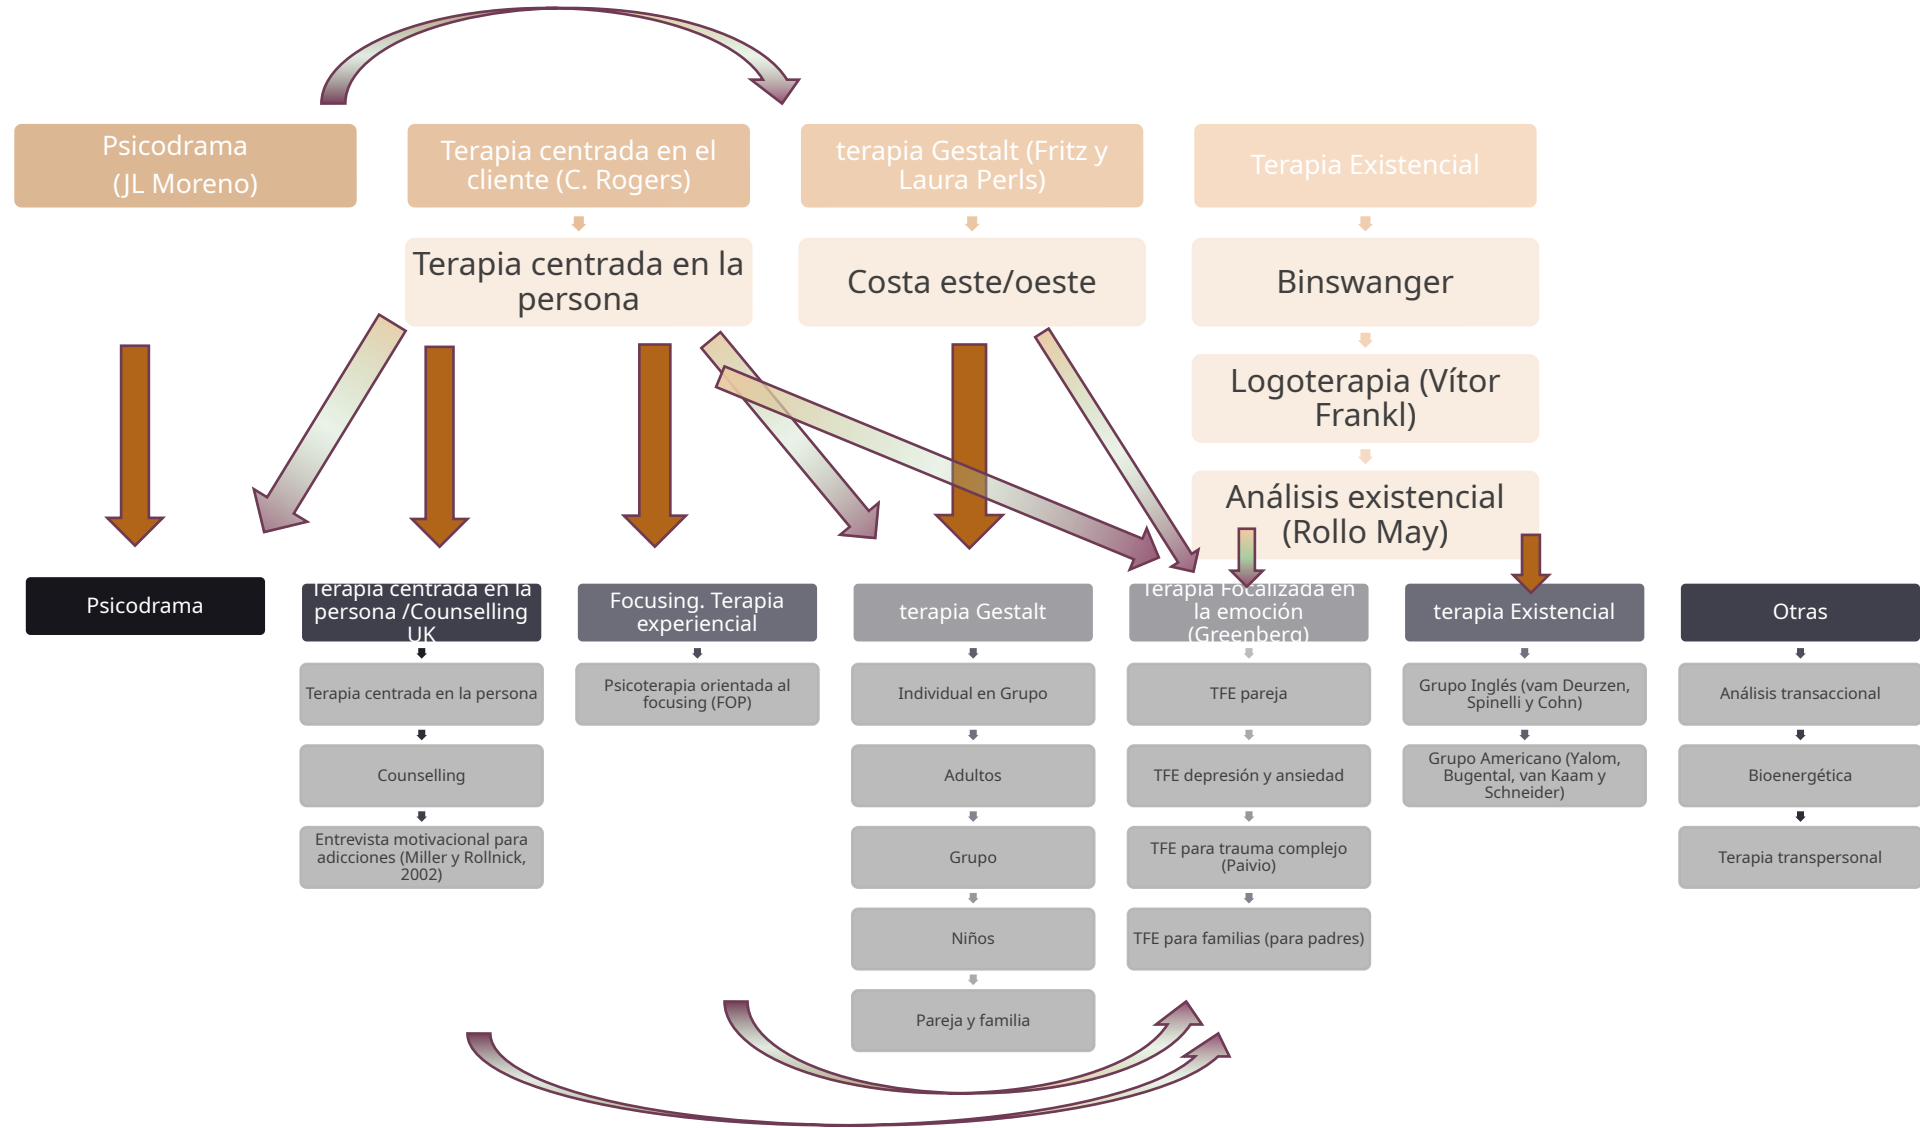 Psicodrama
(JL Moreno)
Terapia centrada en el
cliente (C. Rogers)
terapia Gestalt (Fritz y
Laura Perls)
Terapia Existencial
Terapia centrada en la
persona
Costa este/oeste
Binswanger
Logoterapia (Vítor
Frankl)
Análisis existencial
(Rollo May)
Psicodrama
Terapia centrada en la
persona /Counselling
UK
Focusing. Terapia
experiencial
terapia Gestalt
Terapia Focalizada en
la emoción
(Greenberg)
terapia Existencial
Otras
Terapia centrada en la persona
Counselling
Entrevista motivacional para
adicciones (Miller y Rollnick,
2002)
Psicoterapia orientada al
focusing (FOP)
Individual en Grupo
Adultos
Grupo
Niños
Pareja y familia
TFE pareja
TFE depresión y ansiedad
TFE para trauma complejo
(Paivio)
TFE para familias (para padres)
Grupo Inglés (vam Deurzen,
Spinelli y Cohn)
Grupo Americano (Yalom,
Bugental, van Kaam y
Schneider)
Análisis transaccional
Bioenergética
Terapia transpersonal